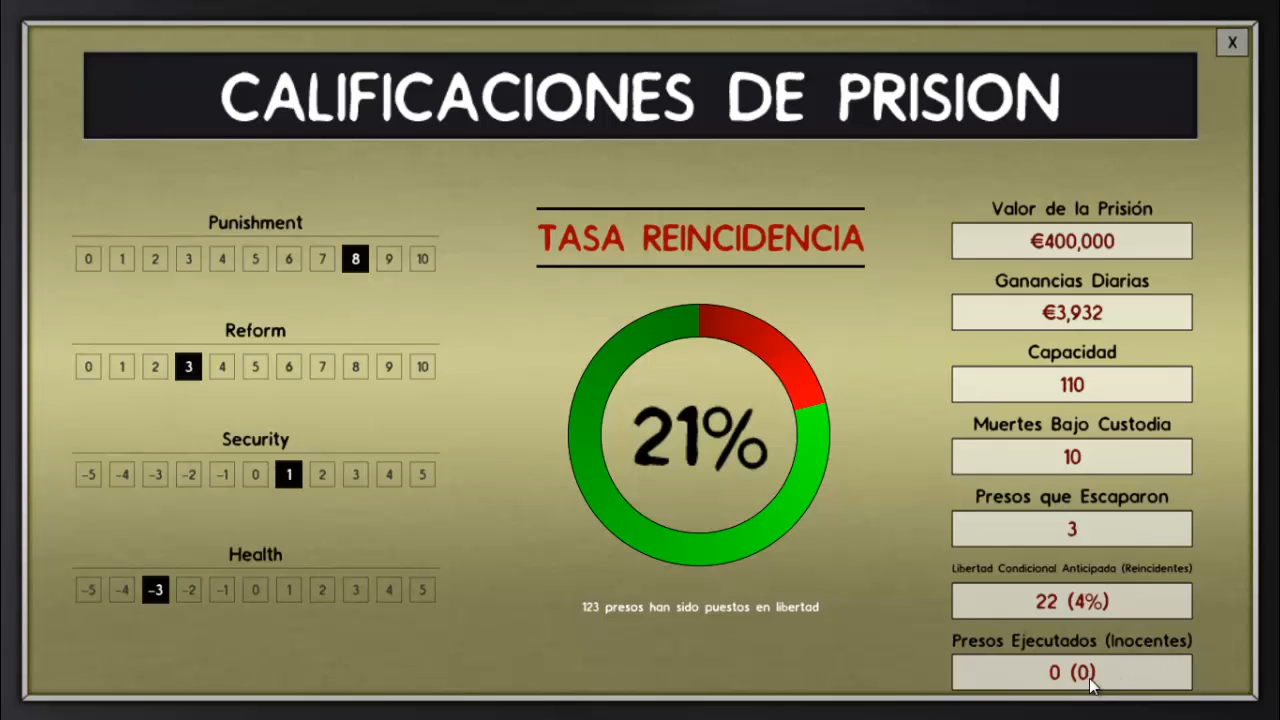 X
CALIFICACIONES DE PRISION
Punishment
0 1 2 3 4 5 6 7 8 9 10
Reform
0 1 2 3 4 5 6 7 8 9 10
Security
-5 -4 -3 -2 -1 0 1 2 3 4 5
Health
-5 -4 -3 -2 -1 0 1 2 3 4 5
TASA REINCIDENCIA
21%
123 presos han sido puestos en libertad
Valor de la Prisión
€400,000
Ganancias Diarias
€3,932
Capacidad
110
Muertes Bajo Custodia
10
Presos que Escaparon
3
Libertad Condicional Anticipada (Reincidentes)
22 (4%)
Presos Ejecutados (Inocentes)
0 (0)